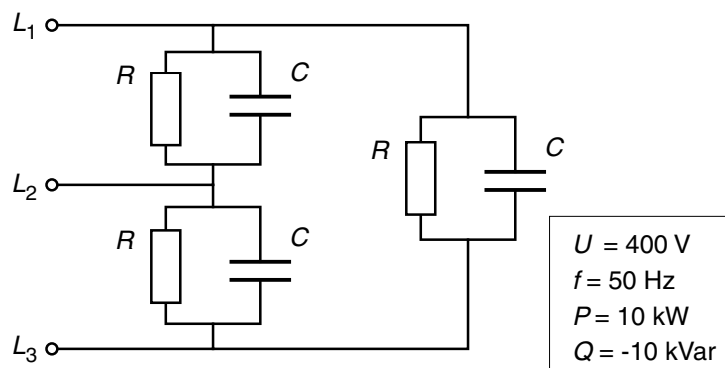 L₁
R
C
R
C
L₂
R
C
L₃
U = 400 V
f = 50 Hz
P = 10 kW
Q = -10 kVar